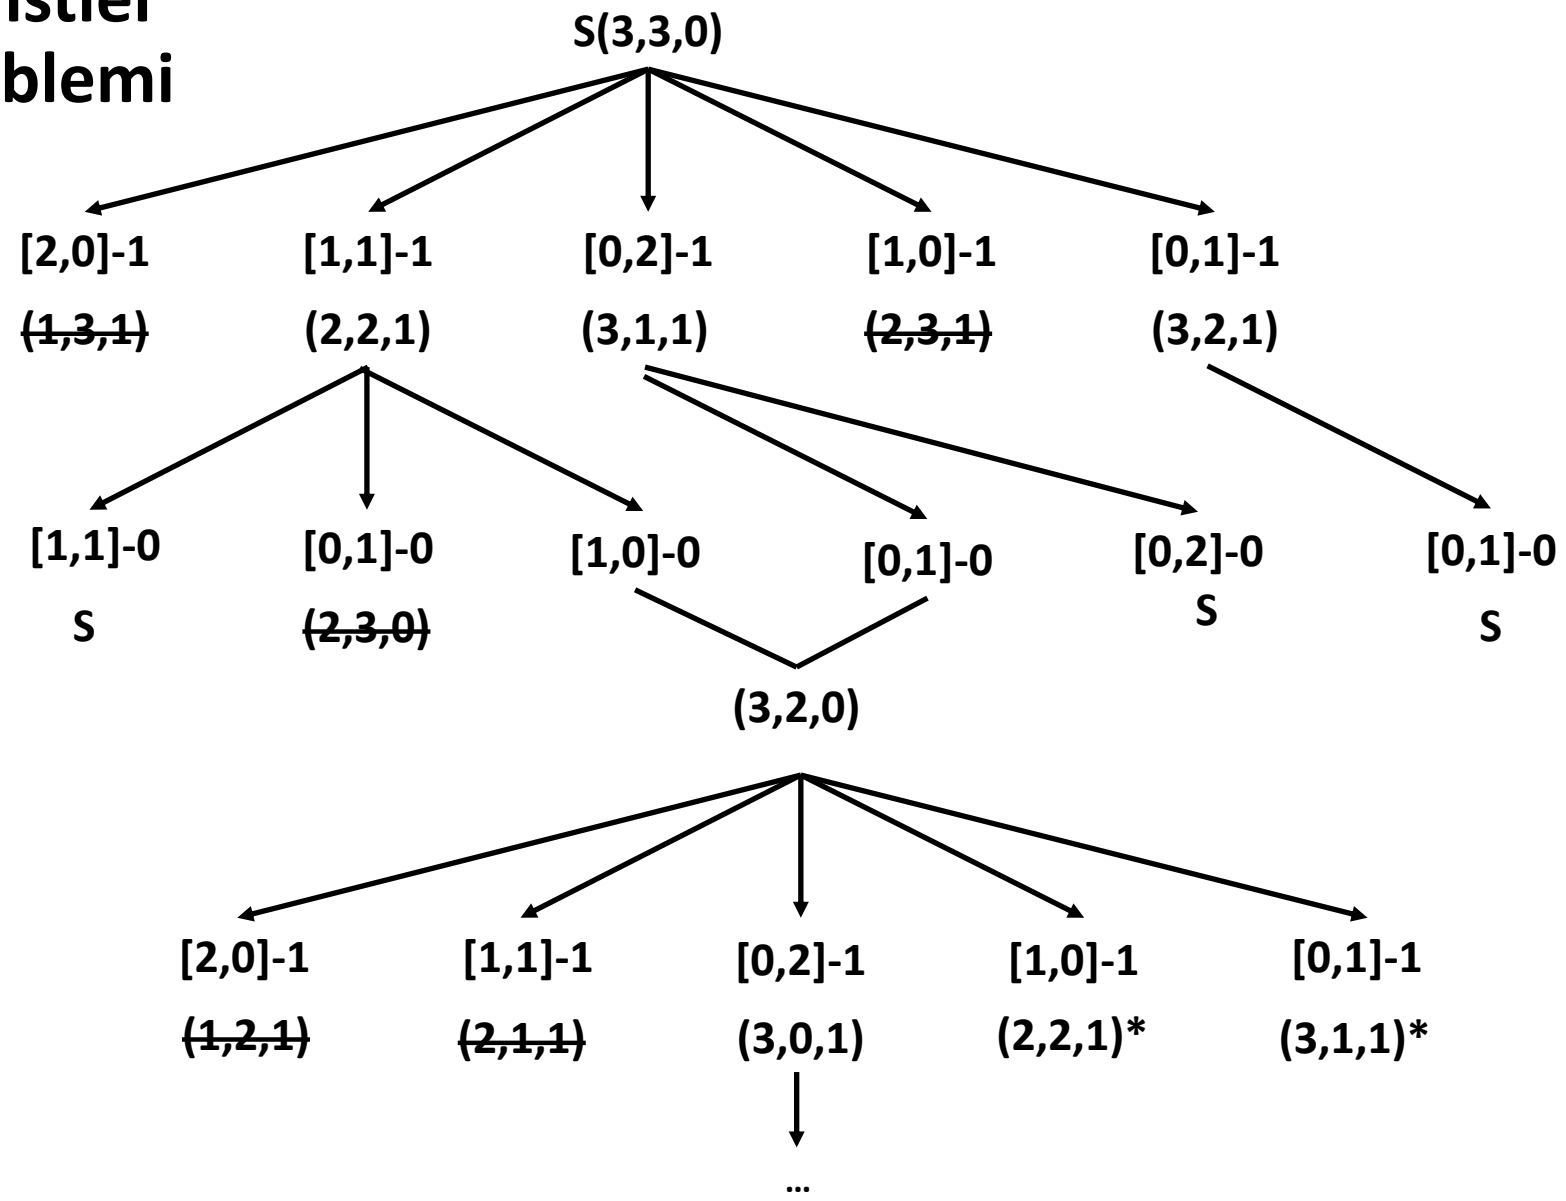 blemi
S(3,3,0)
[2,0]-1 [1,1]-1 [0,2]-1 [1,0]-1 [0,1]-1
(1,3,1) (2,2,1) (3,1,1) (2,3,1) (3,2,1)
[1,1]-0 [0,1]-0 [1,0]-0 [0,1]-0 [0,2]-0 [0,1]-0
S (2,3,0) S S
(3,2,0)
[2,0]-1 [1,1]-1 [0,2]-1 [1,0]-1 [0,1]-1
(1,2,1) (2,1,1) (3,0,1) (2,2,1)* (3,1,1)*
...